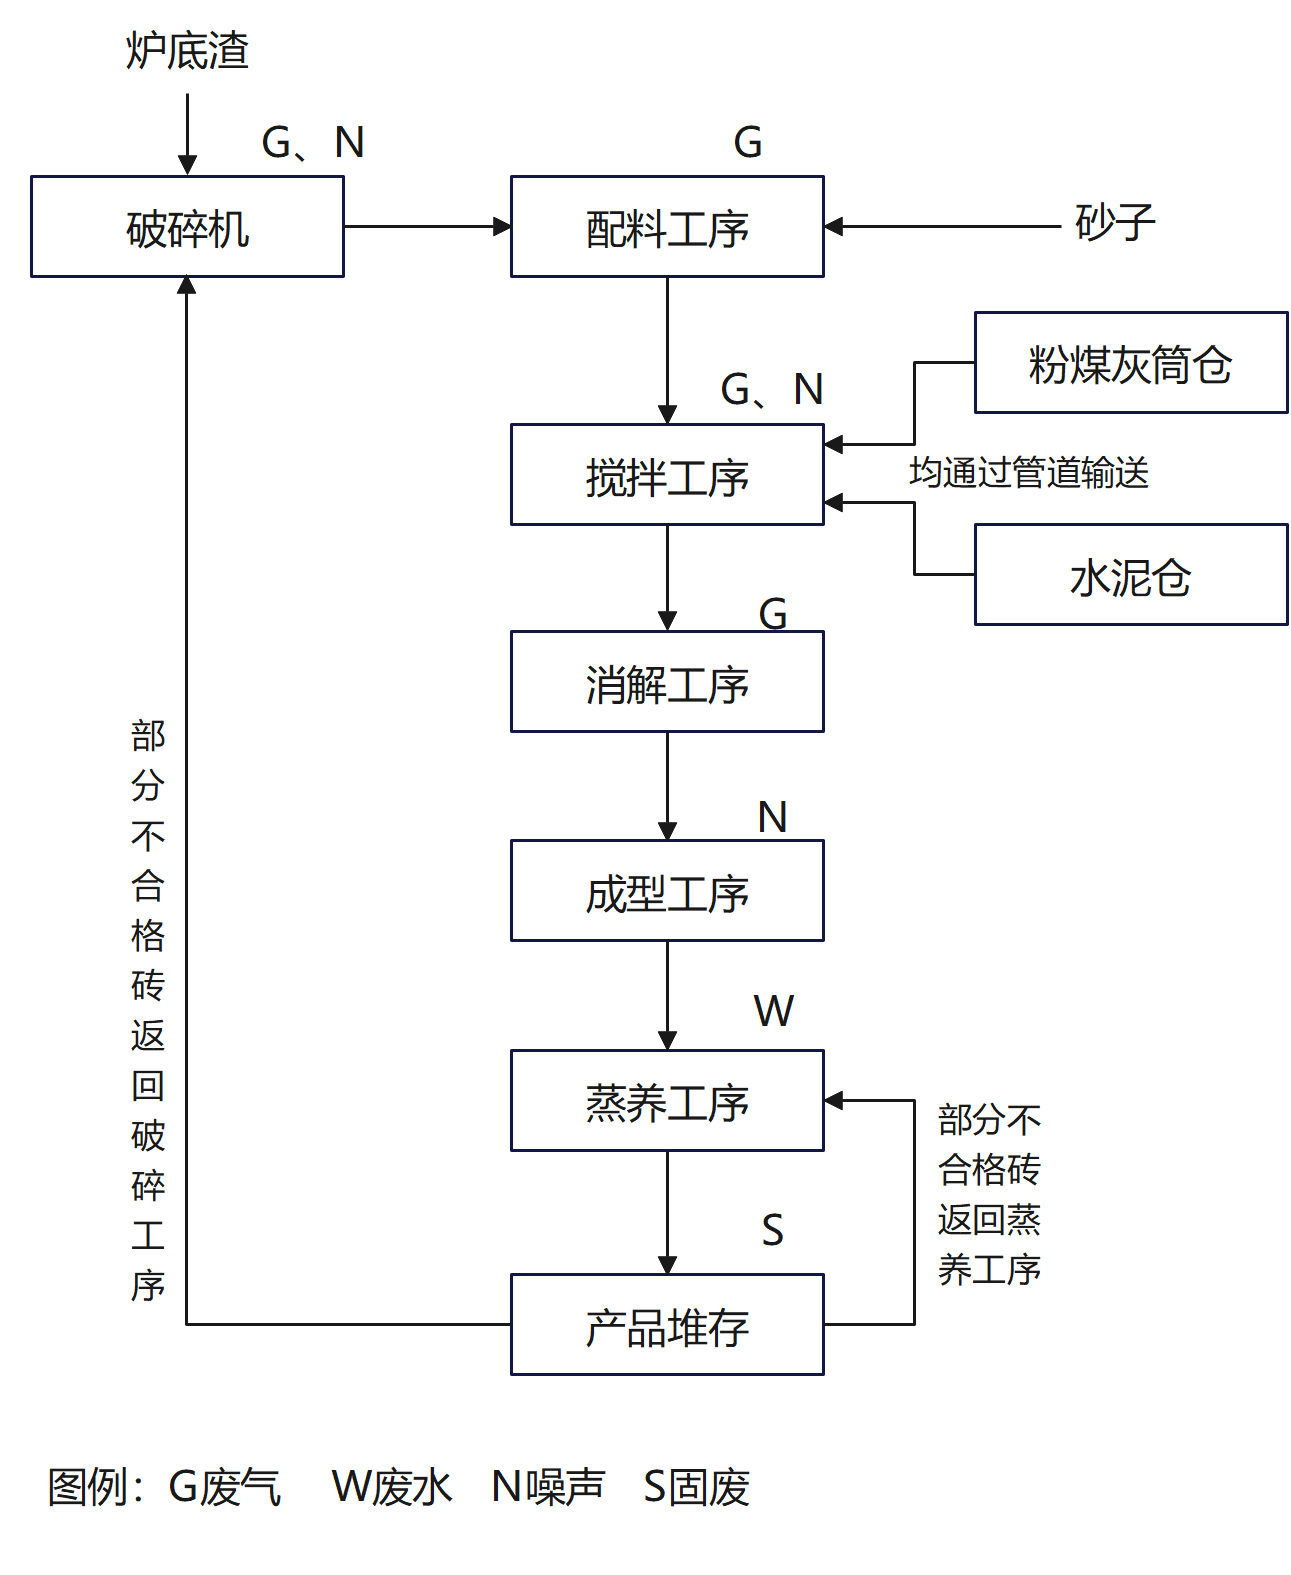 炉底渣
G、N
G
破碎机
配料工序
砂子
粉煤灰筒仓
G、N
搅拌工序
均通过管道输送
水泥仓
G
消解工序
部分不合格砖返回破碎工序
N
成型工序
W
蒸养工序
部分不
合格砖
返回蒸
养工序
S
产品堆存
图例：G废气 W废水 N噪声 S固废